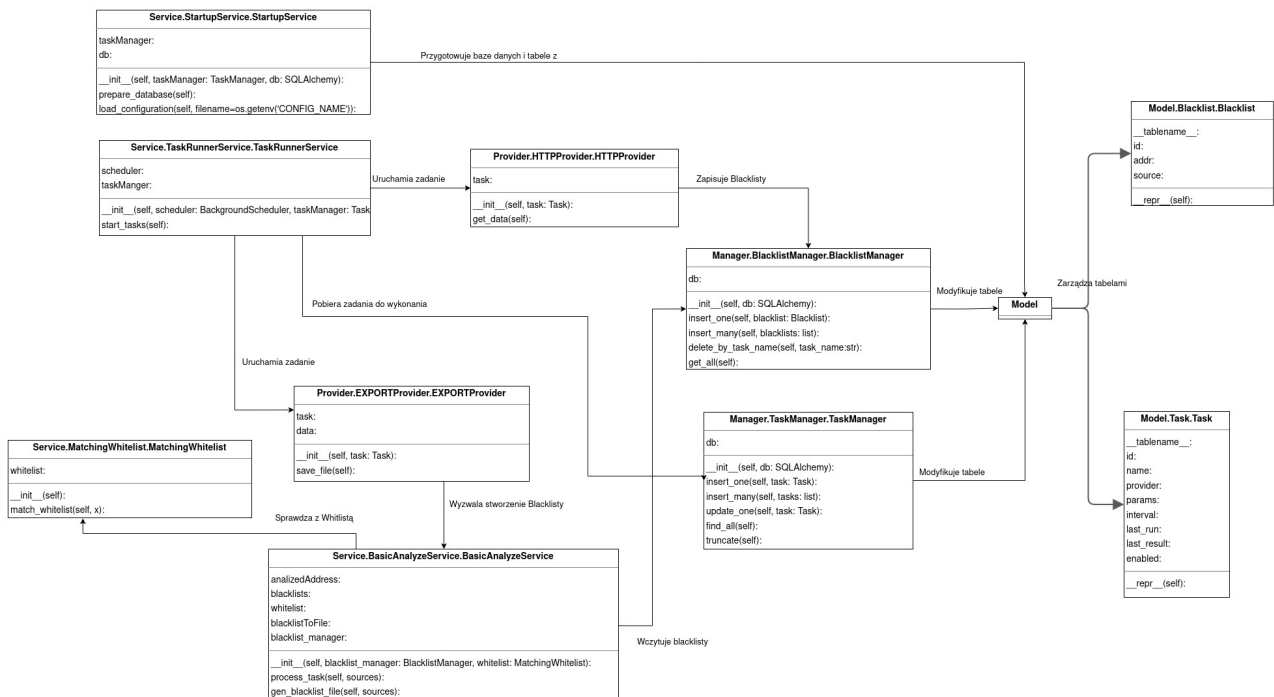 Service.StartupService.StartupService
taskManager:
db:
__init__(self, taskManager: TaskManager, db: SQLAlchemy):
prepare_database(self):
load_configuration(self, filename=os.getenv('CONFIG_NAME')):
Przygotowuje baze danych i tabele z
Model.Blacklist.Blacklist
__tablename__:
id:
addr:
source:
__repr__(self):
Service.TaskRunnerService.TaskRunnerService
scheduler:
taskManger:
__init__(self, scheduler: BackgroundScheduler, taskManager: Task
start_tasks(self):
Uruchamia zadanie
Provider.HTTPProvider.HTTPProvider
task:
__init__(self, task: Task):
get_data(self):
Zapisuje Blacklisty
Manager.BlacklistManager.BlacklistManager
db:
__init__(self, db: SQLAlchemy):
insert_one(self, blacklist: Blacklist):
insert_many(self, blacklists: list):
delete_by_task_name(self, task_name:str):
get_all(self):
Modyfikuje tabele
Model
Zarządza tabelami
Pobiera zadania do wykonania
Uruchamia zadanie
Provider.EXPORTProvider.EXPORTProvider
task:
data:
__init__(self, task: Task):
save_file(self):
Manager.TaskManager.TaskManager
db:
__init__(self, db: SQLAlchemy):
insert_one(self, task: Task):
insert_many(self, tasks: list):
update_one(self, task: Task):
find_all(self):
truncate(self):
Modyfikuje tabele
Model.Task.Task
__tablename__:
id:
name:
provider:
params:
interval:
last_run:
last_result:
enabled:
__repr__(self):
Service.MatchingWhitelist.MatchingWhitelist
whitelist:
__init__(self):
match_whitelist(self, x):
Sprawdza z Whitlistą
Wyzwala stworzenie Blacklisty
Service.BasicAnalyzeService.BasicAnalyzeService
analizedAddress:
blacklists:
whitelist:
blacklistToFile:
blacklist_manager:
__init__(self, blacklist_manager: BlacklistManager, whitelist: MatchingWhitelist):
process_task(self, sources):
gen_blacklist_file(self, sources):
Wczytuje blacklisty